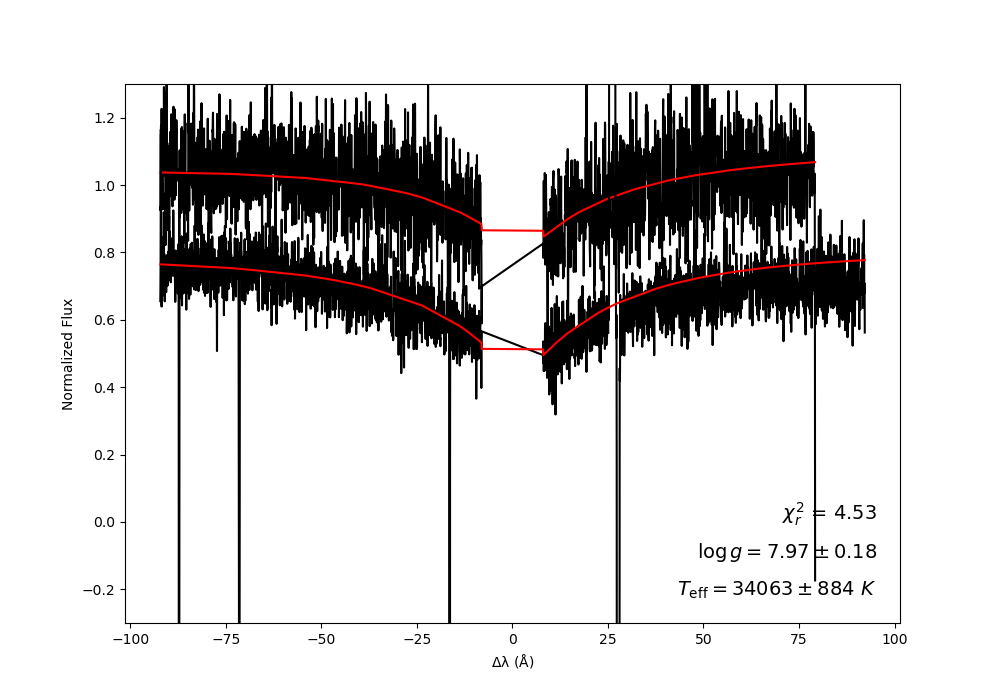 1.2
1.0
0.8
0.6
0.4
0.2
0.0
−0.2
Normalized Flux
χ²ᵣ = 4.53
log g = 7.97 ± 0.18
T_eff = 34063 ± 884 K
−100 −75 −50 −25 0 25 50 75 100
Δλ (Å)